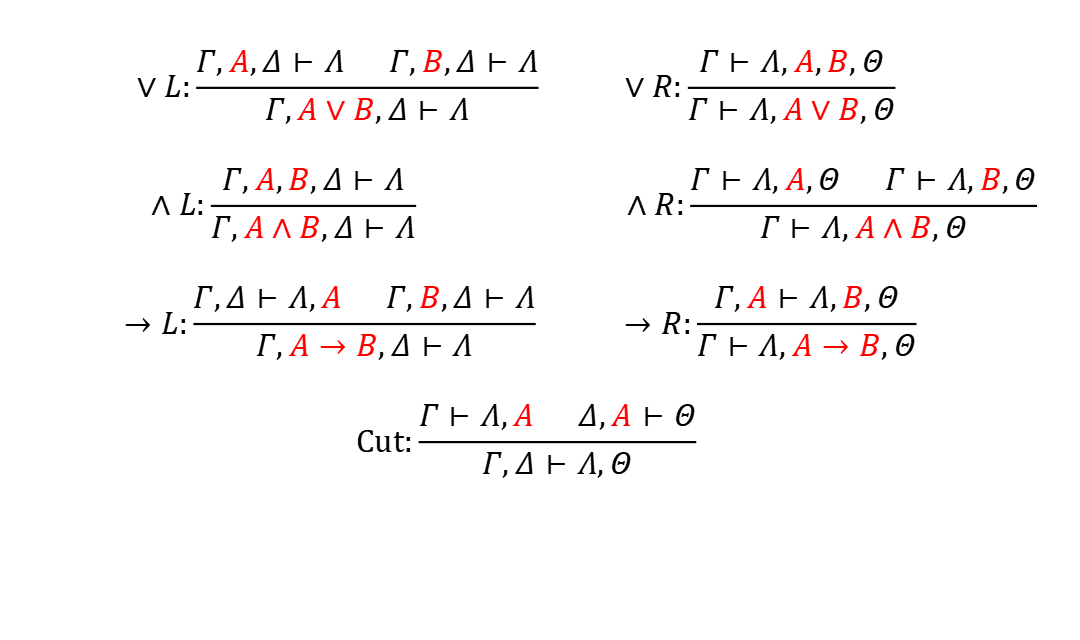 ∨ L: Γ, A, Δ ⊢ Λ    Γ, B, Δ ⊢ Λ
Γ, A ∨ B, Δ ⊢ Λ
∨ R: Γ ⊢ Λ, A, B, Θ
Γ ⊢ Λ, A ∨ B, Θ
∧ L: Γ, A, B, Δ ⊢ Λ
Γ, A ∧ B, Δ ⊢ Λ
∧ R: Γ ⊢ Λ, A, Θ    Γ ⊢ Λ, B, Θ
Γ ⊢ Λ, A ∧ B, Θ
→ L: Γ, Δ ⊢ Λ, A    Γ, B, Δ ⊢ Λ
Γ, A → B, Δ ⊢ Λ
→ R: Γ, A ⊢ Λ, B, Θ
Γ ⊢ Λ, A → B, Θ
Cut: Γ ⊢ Λ, A    Δ, A ⊢ Θ
Γ, Δ ⊢ Λ, Θ